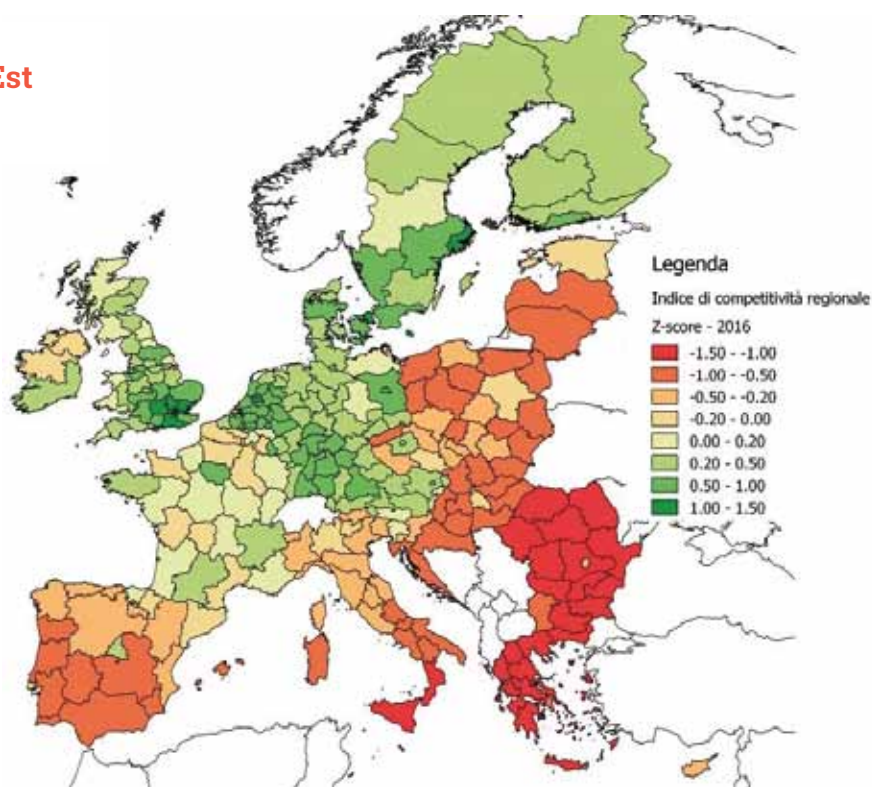 Est
Legenda
Indice di competitività regionale
Z-score - 2016
-1.50 - -1.00
-1.00 - -0.50
-0.50 - -0.20
-0.20 - 0.00
0.00 - 0.20
0.20 - 0.50
0.50 - 1.00
1.00 - 1.50